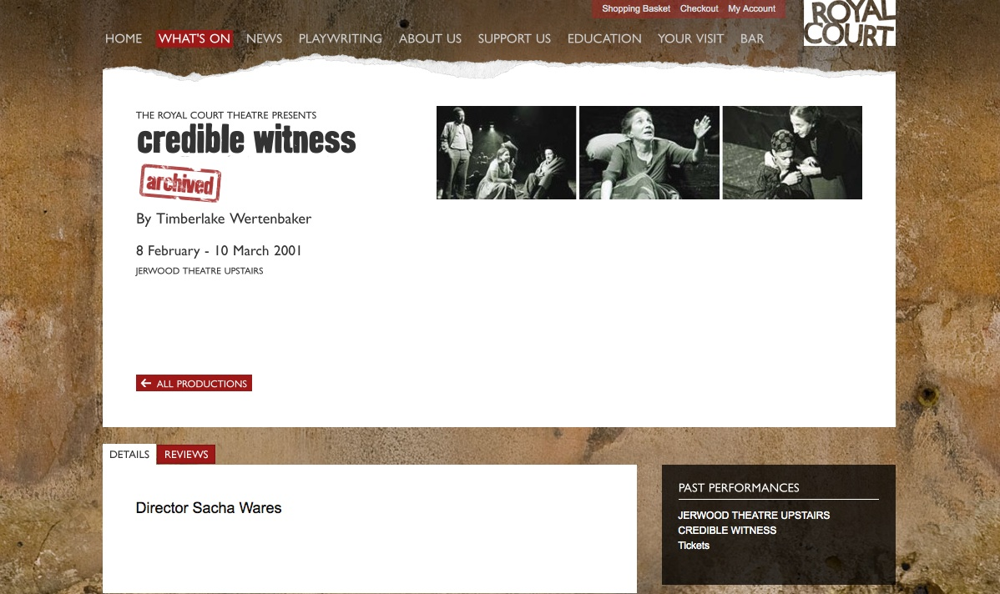 Shopping Basket Checkout My Account
ROYAL
COURT
HOME WHAT'S ON NEWS PLAYWRITING ABOUT US SUPPORT US EDUCATION YOUR VISIT BAR
THE ROYAL COURT THEATRE PRESENTS
credible witness
archived
By Timberlake Wertenbaker
8 February - 10 March 2001
JERWOOD THEATRE UPSTAIRS
ALL PRODUCTIONS
DETAILS REVIEWS
Director Sacha Wares
PAST PERFORMANCES
JERWOOD THEATRE UPSTAIRS
CREDIBLE WITNESS
Tickets